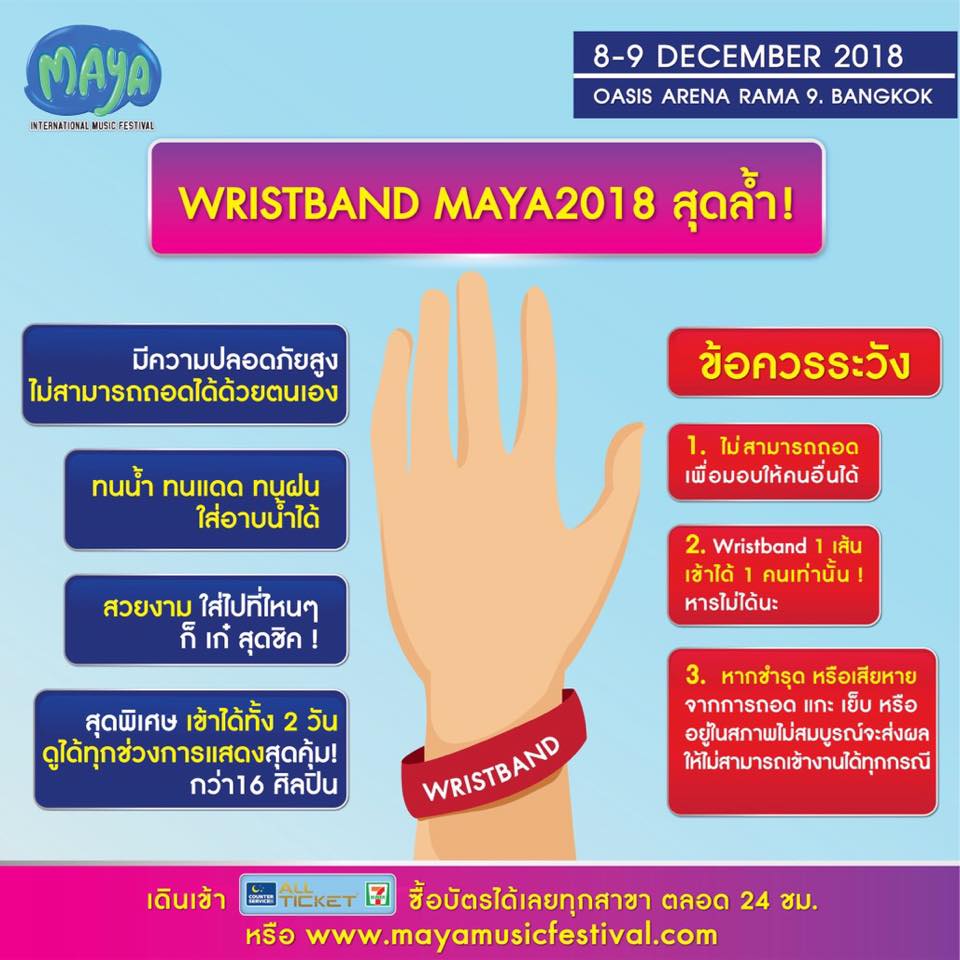 MAYA
INTERNATIONAL MUSIC FESTIVAL
8-9 DECEMBER 2018
OASIS ARENA RAMA 9. BANGKOK
WRISTBAND MAYA2018 สุดล้ำ!
มีความปลอดภัยสูง
ไม่สามารถถอดได้ด้วยตนเอง
ทนน้ำ ทนแดด ทนฝน
ใส่อาบน้ำได้
สวยงาม ใส่ไปที่ไหนๆ
ก็ เก๋ สุดชิค !
สุดพิเศษ เข้าได้ทั้ง 2 วัน
ดูได้ทุกช่วงการแสดงสุดคุ้ม!
กว่า16 ศิลปิน
WRISTBAND
ข้อควรระวัง
1. ไม่สามารถถอด
เพื่อมอบให้คนอื่นได้
2. Wristband 1 เส้น
เข้าได้ 1 คนเท่านั้น !
หารไม่ได้นะ
3. หากชำรุด หรือเสียหาย
จากการถอด แกะ เย็บ หรือ
อยู่ในสภาพไม่สมบูรณ์จะส่งผล
ให้ไม่สามารถเข้างานได้ทุกกรณี
เดินเข้า COUNTER SERVICE ALL TICKET 7-ELEVEN ซื้อบัตรได้เลยทุกสาขา ตลอด 24 ชม.
หรือ www.mayamusicfestival.com